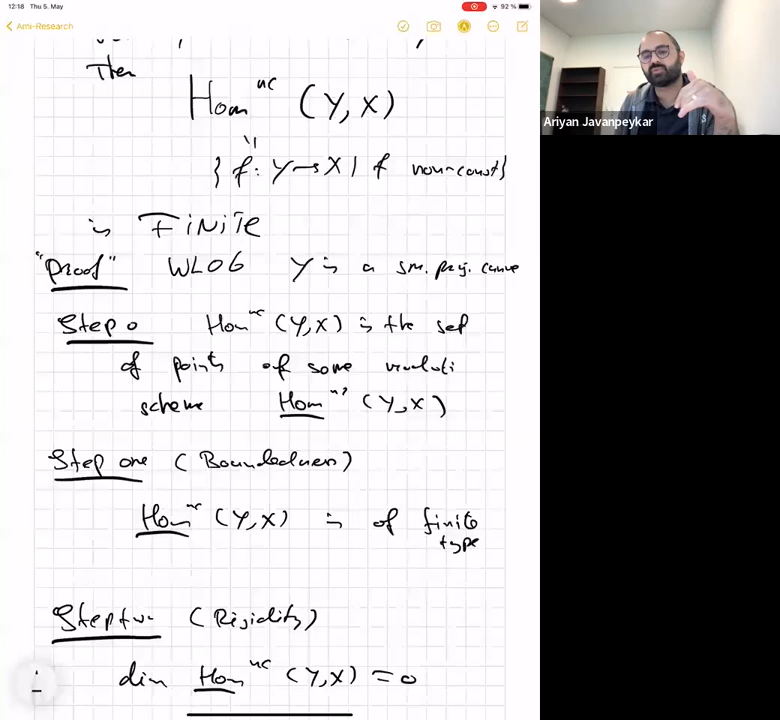 12:18 Thu 5. May
92 %
Ami-Research
Ariyan Javanpeykar
Then
Hom^nc (Y, X)
{ f: Y → X | f non-const }
is FINITE
"Proof" WLOG Y is a sm. proj. curve
Step 0 Hom^nc (Y, X) is the set
of points of some moduli
scheme Hom^nc (Y, X)
Step one (Boundedness)
Hom^nc (Y, X) is of finite
type
Step two (Rigidity)
dim Hom^nc (Y, X) = 0